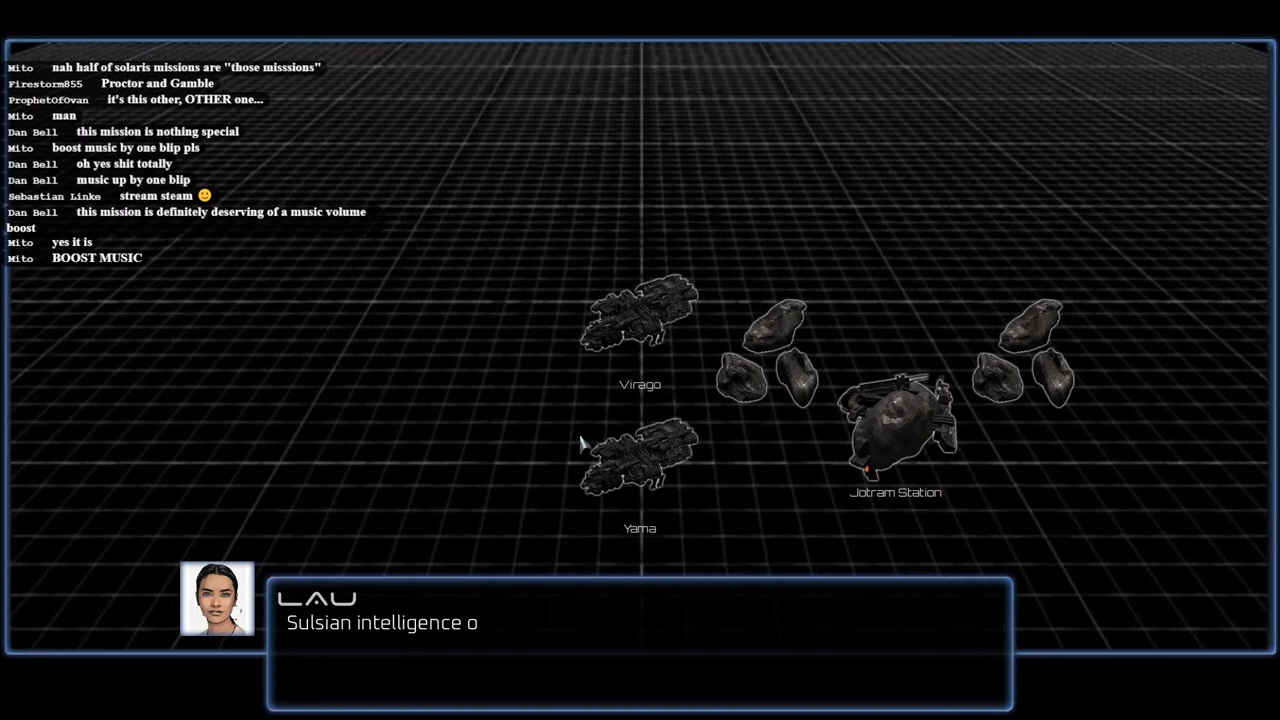 Mito nah half of solaris missions are "those misssions"
Firestorm855 Proctor and Gamble
ProphetOfOvan it's this other, OTHER one...
Mito man
Dan Bell this mission is nothing special
Mito boost music by one blip pls
Dan Bell oh yes shit totally
Dan Bell music up by one blip
Sebastian Linke stream steam 🙂
Dan Bell this mission is definitely deserving of a music volume
boost
Mito yes it is
Mito BOOST MUSIC
Virago
Yama
Jotram Station
LAU
Sulsian intelligence o